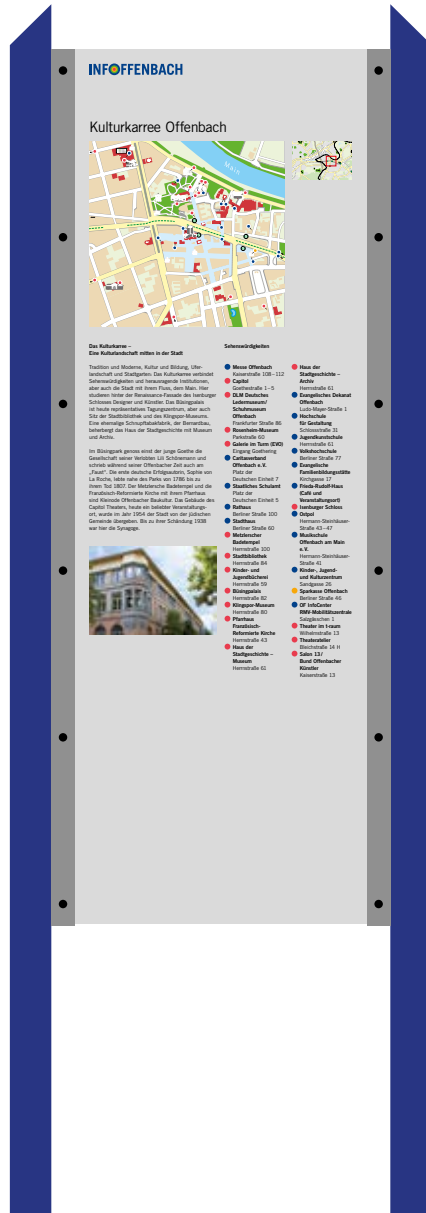 INFOFFENBACH
Kulturkarree Offenbach
Main
Das Kulturkarree –
Eine Kulturlandschaft mitten in der Stadt
Tradition und Moderne, Kultur und Bildung, Ufer-
landschaft und Stadtgarten: Das Kulturkarree verbindet
Sehenswürdigkeiten und herausragende Institutionen,
aber auch die Stadt mit ihrem Fluss, dem Main. Hier
studieren hinter der Renaissance-Fassade des Isenburger
Schlosses Designer und Künstler. Das Büsingpalais
ist heute repräsentatives Tagungszentrum, aber auch
Sitz der Stadtbibliothek und des Klingspor-Museums.
Eine ehemalige Schnupftabakfabrik, der Bernardbau,
beherbergt das Haus der Stadtgeschichte mit Museum
und Archiv.
Im Büsingpark genoss einst der junge Goethe die
Gesellschaft seiner Verlobten Lili Schönemann und
schrieb während seiner Offenbacher Zeit auch am
„Faust“. Die erste deutsche Erfolgsautorin, Sophie von
La Roche, lebte nahe des Parks von 1786 bis zu
ihrem Tod 1807. Der Metzlersche Badetempel und die
Französisch-Reformierte Kirche mit ihrem Pfarrhaus
sind Kleinode Offenbacher Baukultur. Das Gebäude des
Capitol Theaters, heute ein beliebter Veranstaltungs-
ort, wurde im Jahre 1954 der Stadt von der jüdischen
Gemeinde übergeben. Bis zu ihrer Schändung 1938
war hier die Synagoge.
Sehenswürdigkeiten
Messe Offenbach
Kaiserstraße 108–112
Capitol
Goethestraße 1–5
DLM Deutsches
Ledermuseum/
Schuhmuseum
Offenbach
Frankfurter Straße 86
Rosenheim-Museum
Parkstraße 60
Galerie im Turm (EVO)
Eingang Goethering
Caritasverband
Offenbach e.V.
Platz der
Deutschen Einheit 7
Staatliches Schulamt
Platz der
Deutschen Einheit 5
Rathaus
Berliner Straße 100
Stadthaus
Berliner Straße 60
Metzlerscher
Badetempel
Herrnstraße 100
Stadtbibliothek
Herrnstraße 84
Kinder- und
Jugendbücherei
Herrnstraße 59
Büsingpalais
Herrnstraße 82
Klingspor-Museum
Herrnstraße 80
Pfarrhaus
Französisch-
Reformierte Kirche
Herrnstraße 43
Haus der
Stadtgeschichte –
Museum
Herrnstraße 61
Haus der
Stadtgeschichte –
Archiv
Herrnstraße 61
Evangelisches Dekanat
Offenbach
Ludo-Mayer-Straße 1
Hochschule
für Gestaltung
Schlossstraße 31
Jugendkunstschule
Herrnstraße 61
Volkshochschule
Berliner Straße 77
Evangelische
Familienbildungsstätte
Kirchgasse 17
Frieda-Rudolf-Haus
(Café und
Veranstaltungsort)
Isenburger Schloss
Ostpol
Hermann-Steinhäuser-
Straße 43–47
Musikschule
Offenbach am Main
e.V.
Hermann-Steinhäuser-
Straße 41
Kinder-, Jugend-
und Kulturzentrum
Sandgasse 26
Sparkasse Offenbach
Berliner Straße 46
OF InfoCenter
RMV-Mobilitätszentrale
Salzgässchen 1
Theater im t-raum
Wilhelmstraße 13
Theateratelier
Bleichstraße 14 H
Salon 13/
Bund Offenbacher
Künstler
Kaiserstraße 13